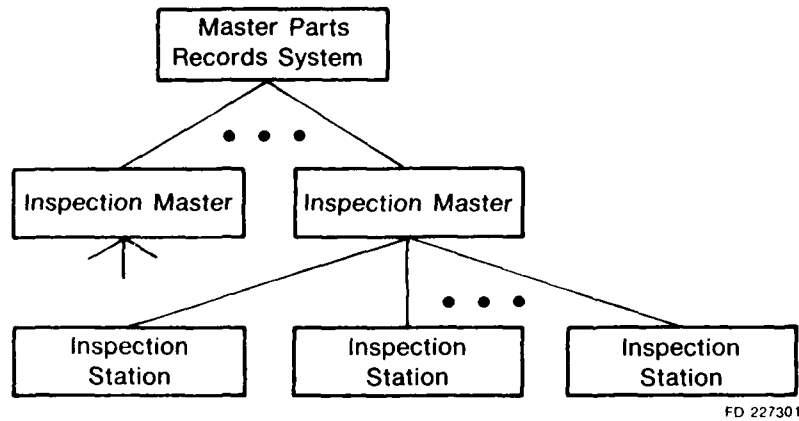 Master Parts
Records System
Inspection Master
Inspection Master
Inspection
Station
Inspection
Station
Inspection
Station
FD 227301